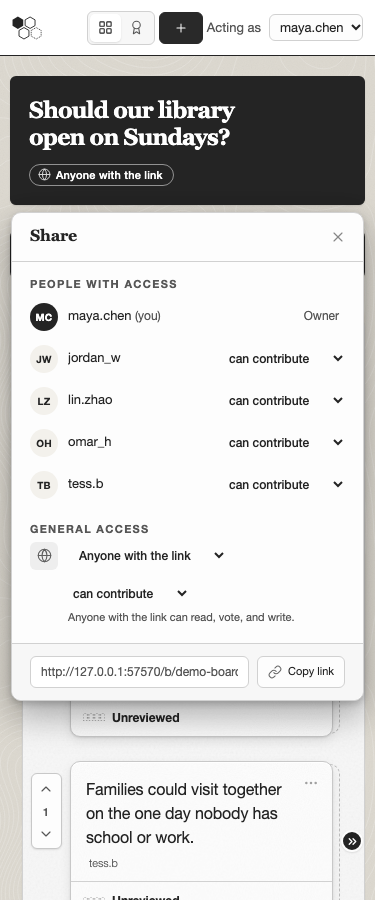 Acting as maya.chen
Should our library
open on Sundays?
Anyone with the link
Share
PEOPLE WITH ACCESS
MC maya.chen (you) Owner
JW jordan_w can contribute
LZ lin.zhao can contribute
OH omar_h can contribute
TB tess.b can contribute
GENERAL ACCESS
Anyone with the link
can contribute
Anyone with the link can read, vote, and write.
http://127.0.0.1:57570/b/demo-board Copy link
Unreviewed
Families could visit together
on the one day nobody has
1
school or work.
tess.b
Unreviewed